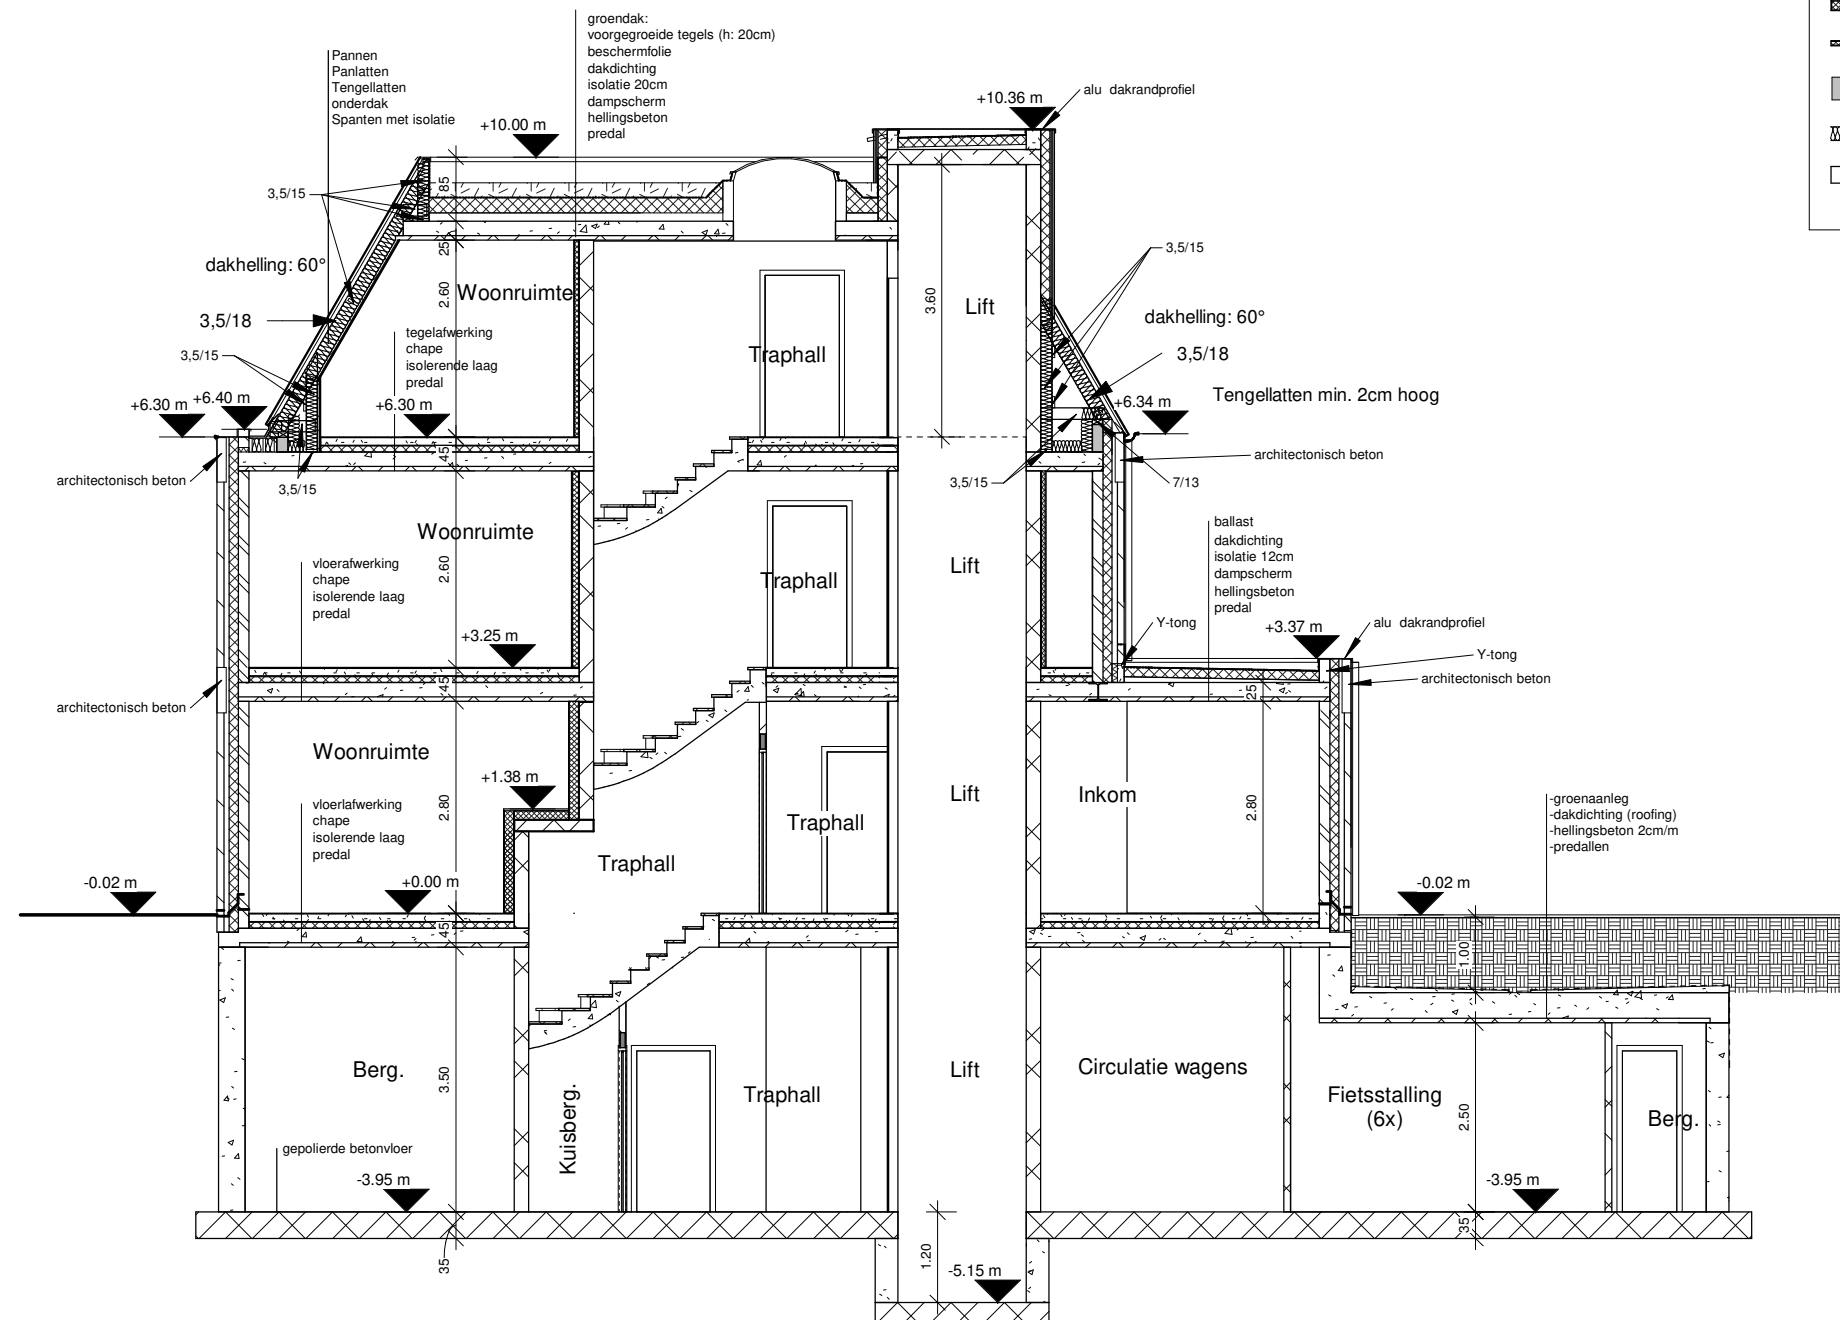 groendak:
voorgegroeide tegels (h: 20cm)
beschermfolie
dakdichting
isolatie 20cm
dampscherm
hellingsbeton
predal
Pannen
Panlatten
Tengellatten
onderdak
Spanten met isolatie
+10.00 m
+10.36 m
alu dakrandprofiel
3,5/15
85
25
dakhelling: 60°
2.60
Woonruimte
3.60
Lift
3,5/15
dakhelling: 60°
3,5/18
3,5/18
tegelafwerking
chape
isolerende laag
predal
Traphall
3,5/15
Tengellatten min. 2cm hoog
+6.30 m
+6.40 m
+6.30 m
+6.34 m
45
architectonisch beton
architectonisch beton
3,5/15
3,5/15
7/13
Woonruimte
ballast
dakdichting
isolatie 12cm
dampscherm
hellingsbeton
predal
vloerafwerking
chape
isolerende laag
predal
2.60
Traphall
Lift
+3.25 m
Y-tong
+3.37 m
alu dakrandprofiel
Y-tong
architectonisch beton
45
25
architectonisch beton
Woonruimte
+1.38 m
Lift
Inkom
2.80
2.80
vloerlafwerking
chape
isolerende laag
predal
Traphall
Traphall
-groenaanleg
-dakdichting (roofing)
-hellingsbeton 2cm/m
-predallen
-0.02 m
+0.00 m
-0.02 m
45
1.00
Berg.
3.50
Kuisberg.
Traphall
Lift
Circulatie wagens
Fietsstalling
(6x)
2.50
Berg.
gepolierde betonvloer
-3.95 m
-3.95 m
35
35
1.20
-5.15 m